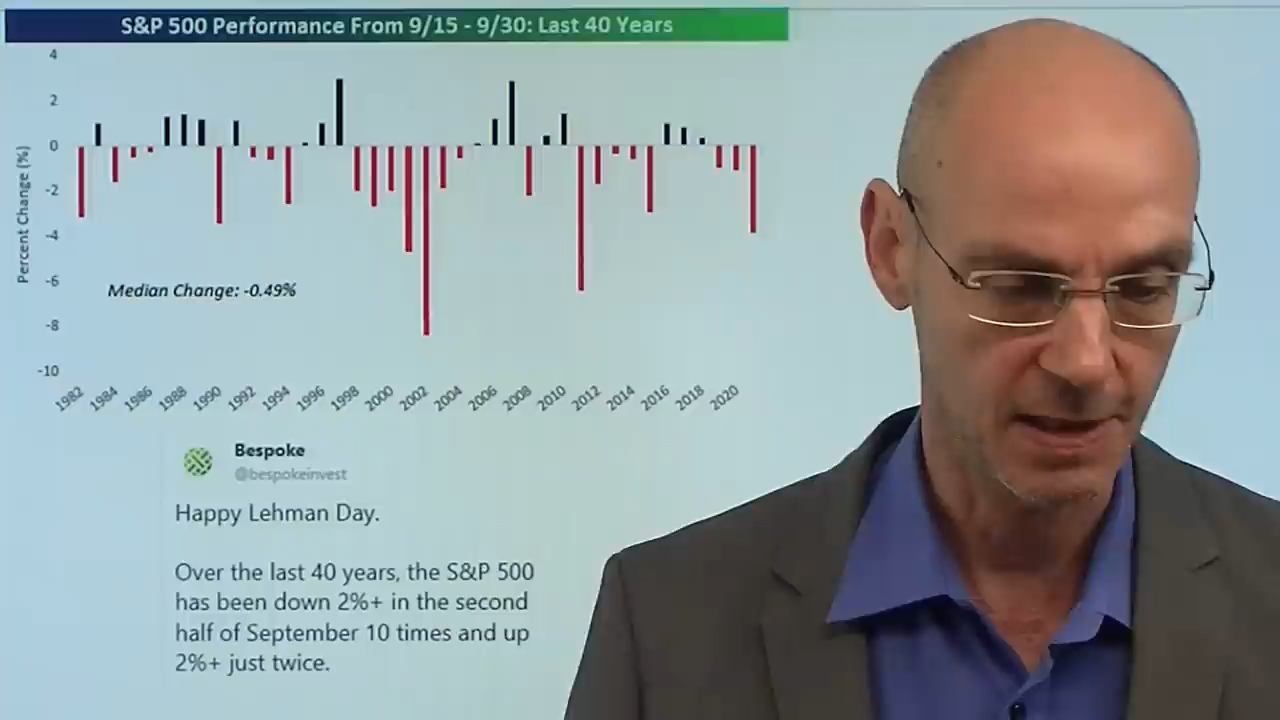 S&P 500 Performance From 9/15 - 9/30: Last 40 Years
4
2
0
-2
-4
-6
-8
-10
Percent Change (%)
Median Change: -0.49%
1982 1984 1986 1988 1990 1992 1994 1996 1998 2000 2002 2004 2006 2008 2010 2012 2014 2016 2018 2020
Bespoke
@bespokeinvest
Happy Lehman Day.
Over the last 40 years, the S&P 500
has been down 2%+ in the second
half of September 10 times and up
2%+ just twice.